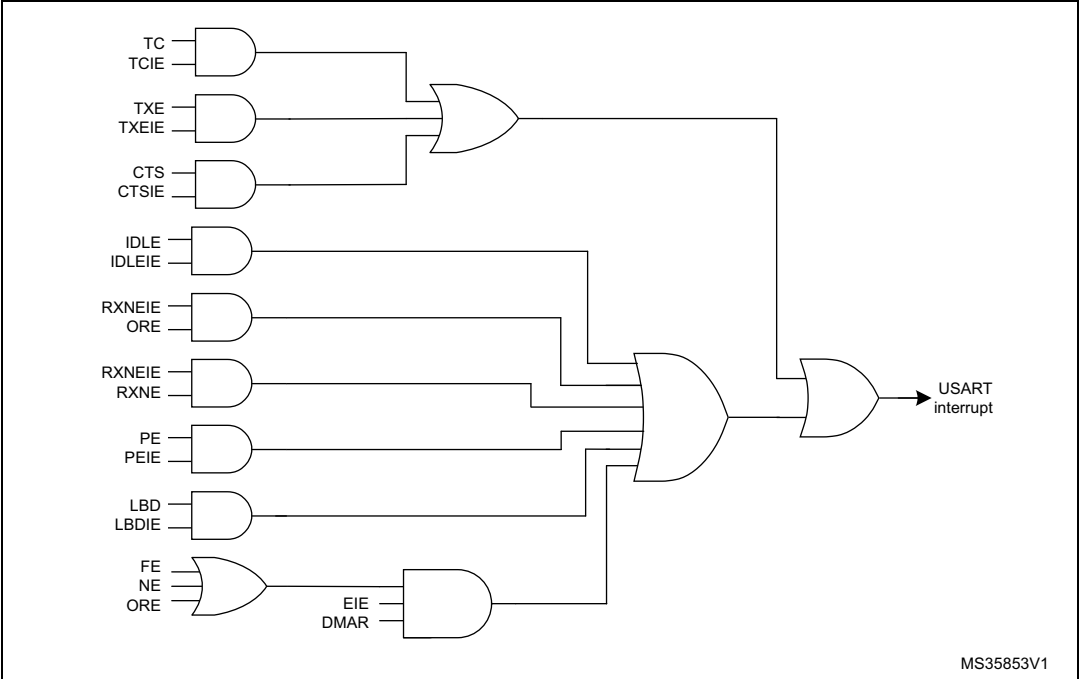 TC
TCIE
TXE
TXEIE
CTS
CTSIE
IDLE
IDLEIE
RXNEIE
ORE
RXNEIE
RXNE
PE
PEIE
LBD
LBDIE
FE
NE
ORE
EIE
DMAR
USART
interrupt
MS35853V1